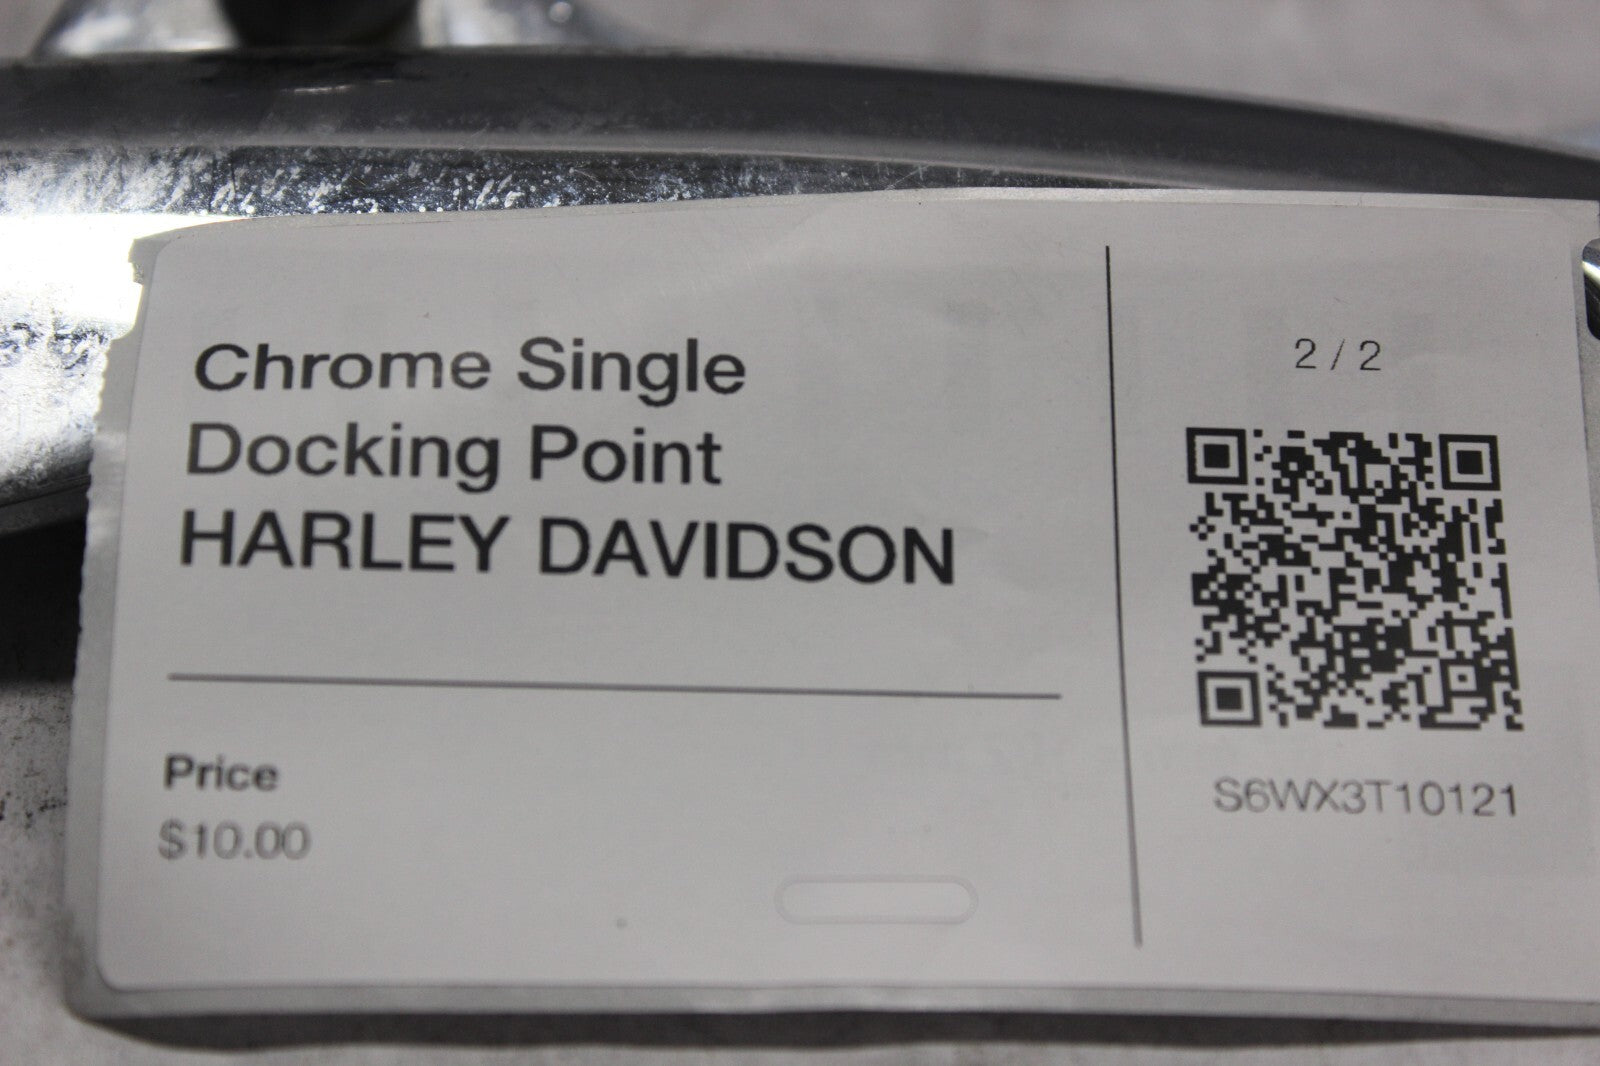 Chrome Single
Docking Point
HARLEY DAVIDSON
Price
$10.00
2 / 2
S6WX3T10121